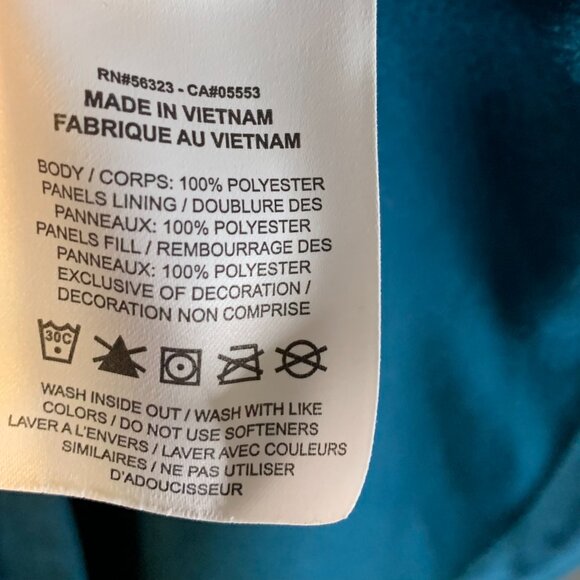 RN#56323 - CA#05553
MADE IN VIETNAM
FABRIQUE AU VIETNAM
BODY / CORPS: 100% POLYESTER
PANELS LINING / DOUBLURE DES
PANNEAUX: 100% POLYESTER
PANELS FILL / REMBOURRAGE DES
PANNEAUX: 100% POLYESTER
EXCLUSIVE OF DECORATION /
DECORATION NON COMPRISE
30C
WASH INSIDE OUT / WASH WITH LIKE
COLORS / DO NOT USE SOFTENERS
LAVER A L'ENVERS / LAVER AVEC COULEURS
SIMILAIRES / NE PAS UTILISER
D'ADOUCISSEUR